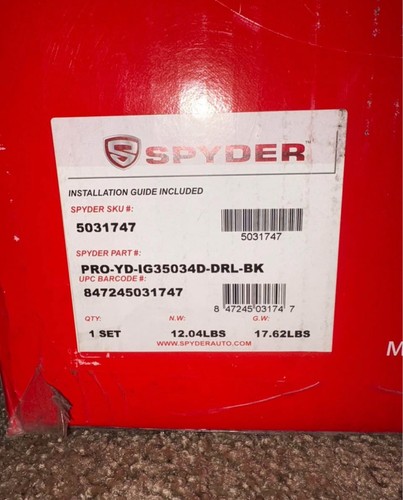 S SPYDER™
INSTALLATION GUIDE INCLUDED
SPYDER SKU #:
5031747
5031747
SPYDER PART #:
PRO-YD-IG35034D-DRL-BK
UPC BARCODE #:
847245031747
8 47245 03174 7
QTY: N.W: G.W:
1 SET 12.04LBS 17.62LBS
WWW.SPYDERAUTO.COM
M